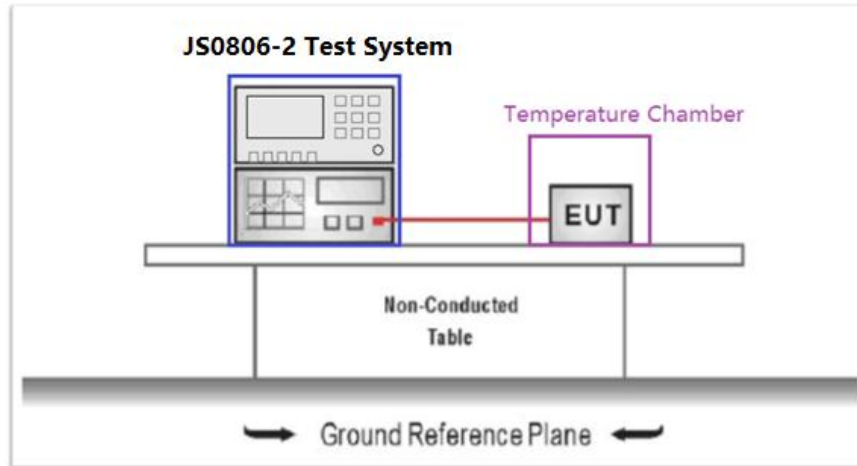 JS0806-2 Test System
Temperature Chamber
EUT
Non-Conducted
Table
Ground Reference Plane